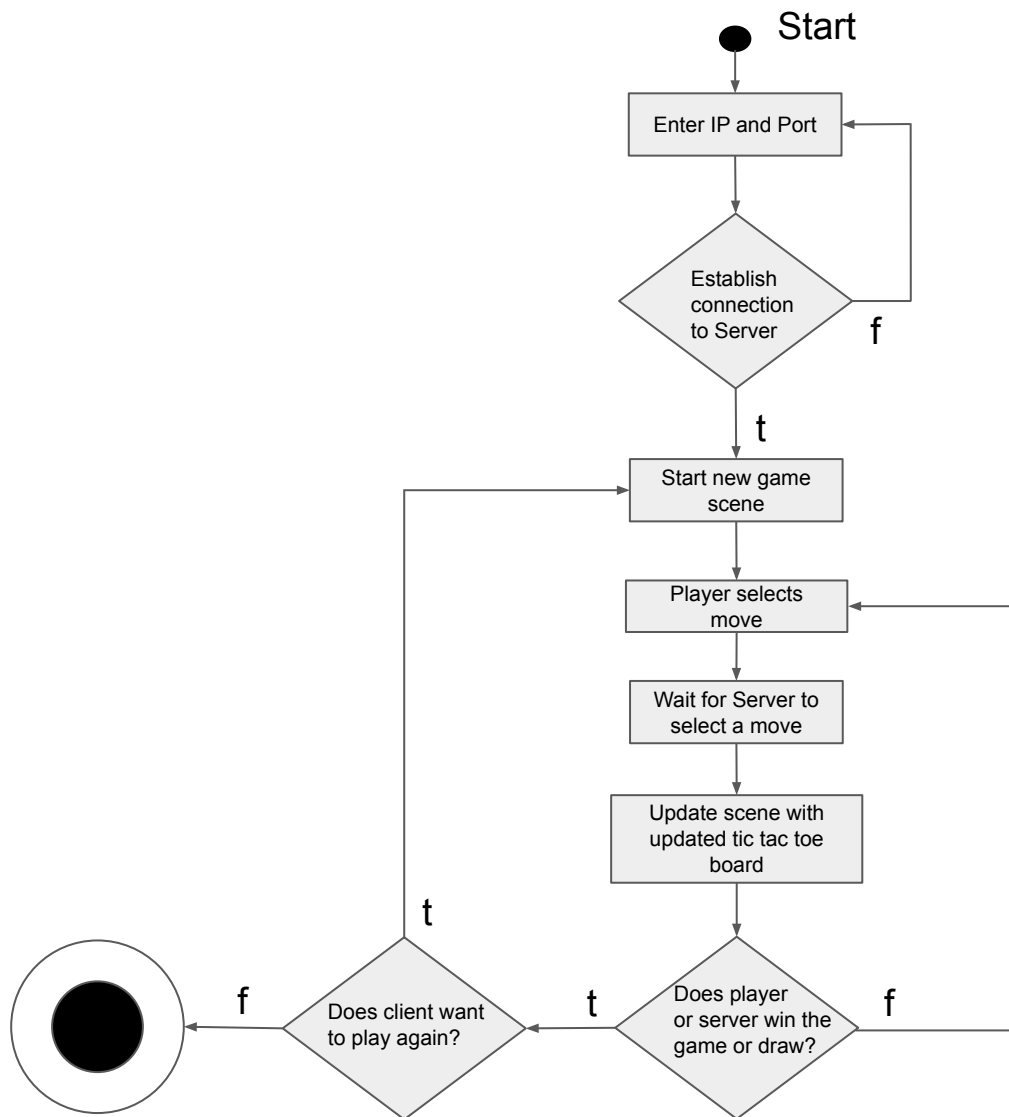 Start
Enter IP and Port
Establish
connection
to Server
f
t
Start new game
scene
Player selects
move
Wait for Server to
select a move
Update scene with
updated tic tac toe
board
Does player
or server win the
game or draw?
f
t
Does client want
to play again?
t
f